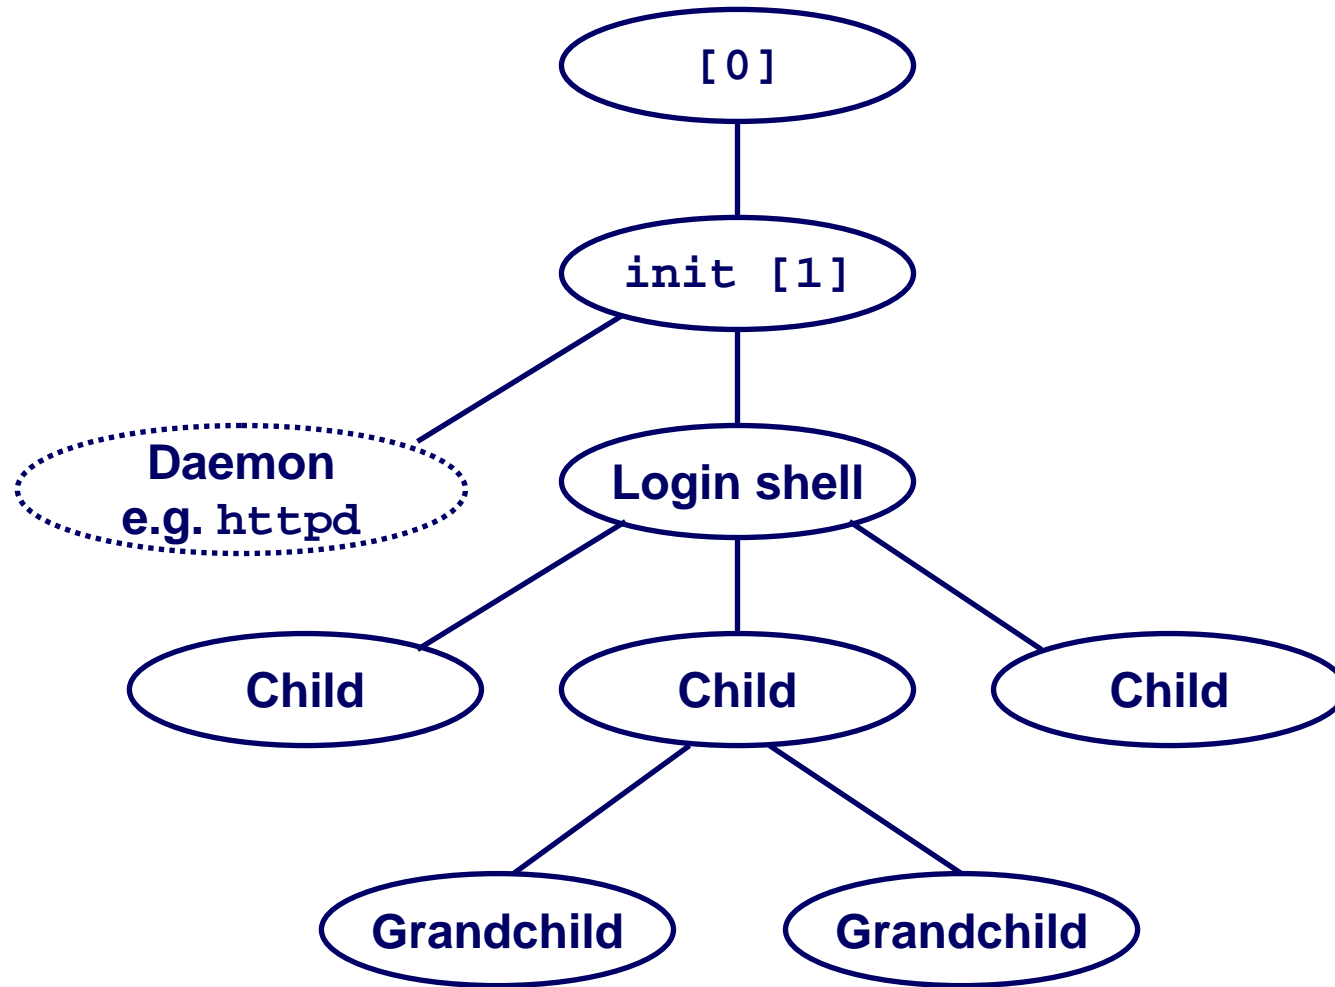 [0]
init [1]
Daemon
e.g. httpd
Login shell
Child
Child
Child
Grandchild
Grandchild